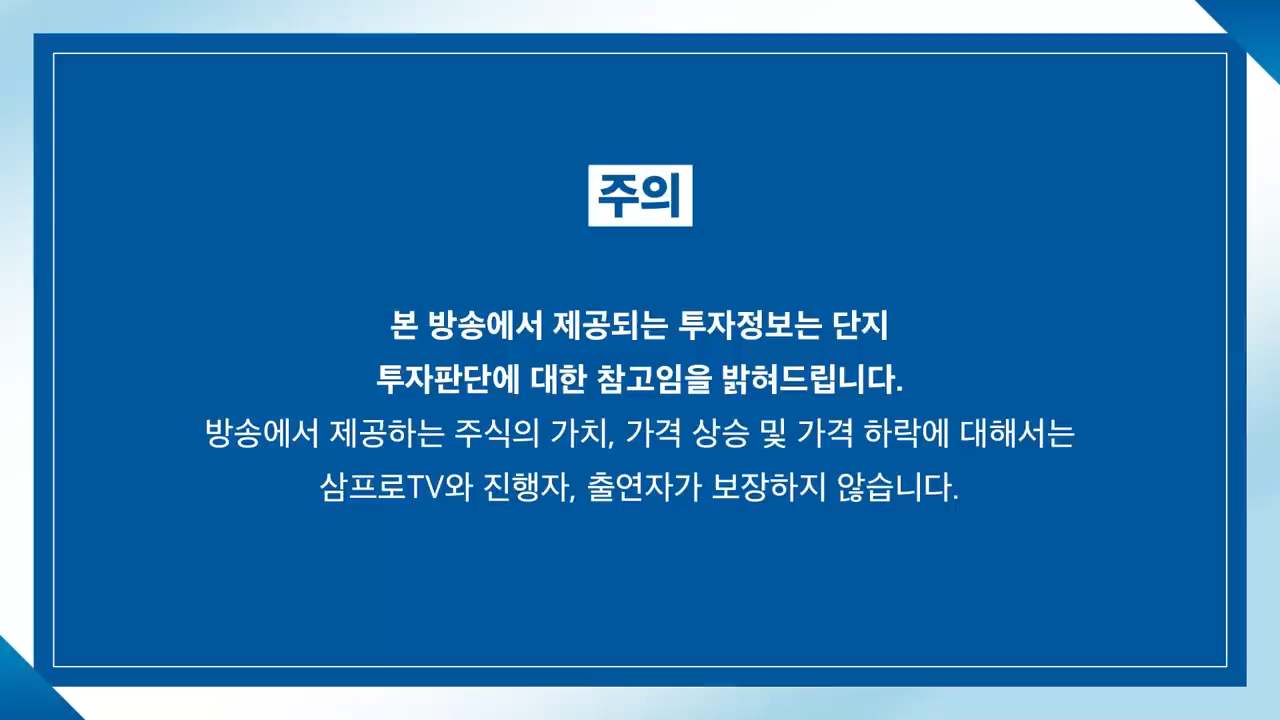 주의
본 방송에서 제공되는 투자정보는 단지
투자판단에 대한 참고임을 밝혀드립니다.
방송에서 제공하는 주식의 가치, 가격 상승 및 가격 하락에 대해서는
삼프로TV와 진행자, 출연자가 보장하지 않습니다.